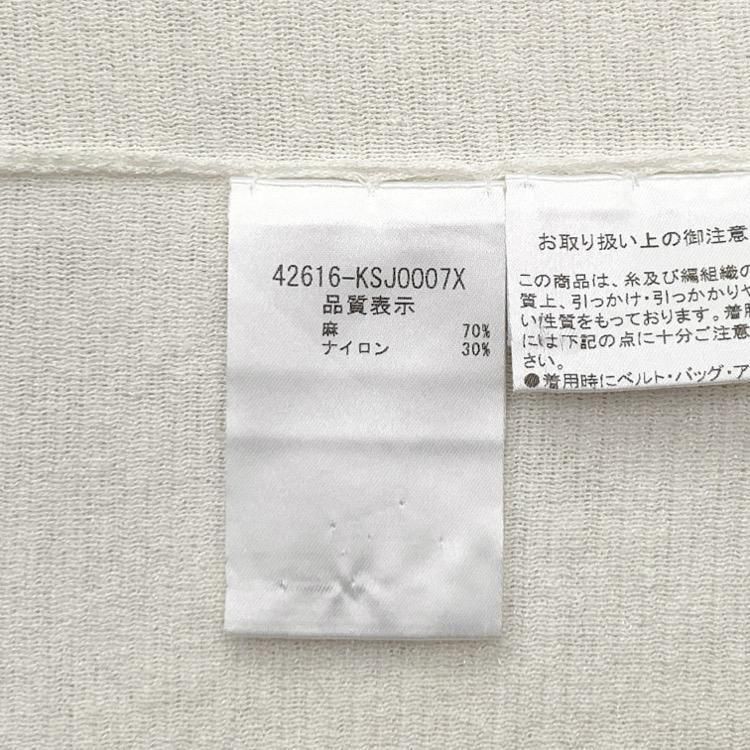 42616-KSJ0007X
品質表示
麻 70%
ナイロン 30%
お取り扱い上の御注意
この商品は、糸及び編組織の
質上、引っかけ・引っかかりや
い性質をもっております。着用
には下記の点に十分ご注意
さい。
●着用時にベルト・バッグ・ア